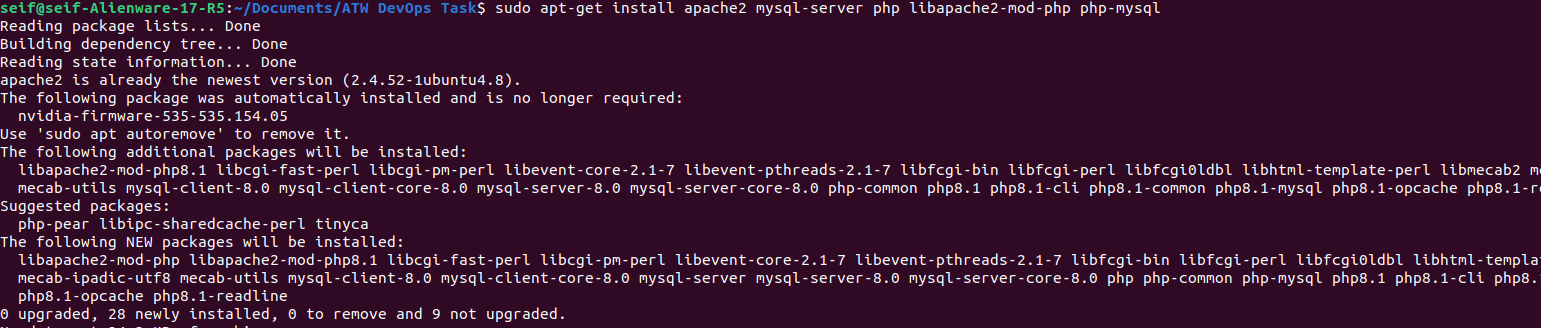 seif@seif-Alienware-17-R5:~/Documents/ATW DevOps Task$ sudo apt-get install apache2 mysql-server php libapache2-mod-php php-mysql
Reading package lists... Done
Building dependency tree... Done
Reading state information... Done
apache2 is already the newest version (2.4.52-1ubuntu4.8).
The following package was automatically installed and is no longer required:
  nvidia-firmware-535-535.154.05
Use 'sudo apt autoremove' to remove it.
The following additional packages will be installed:
  libapache2-mod-php8.1 libcgi-fast-perl libcgi-pm-perl libevent-core-2.1-7 libevent-pthreads-2.1-7 libfcgi-bin libfcgi-perl libfcgi0ldbl libhtml-template-perl libmecab2
  mecab-utils mysql-client-8.0 mysql-client-core-8.0 mysql-server-8.0 mysql-server-core-8.0 php-common php8.1 php8.1-cli php8.1-common php8.1-mysql php8.1-opcache php8.1-r
Suggested packages:
  php-pear libipc-sharedcache-perl tinyca
The following NEW packages will be installed:
  libapache2-mod-php libapache2-mod-php8.1 libcgi-fast-perl libcgi-pm-perl libevent-core-2.1-7 libevent-pthreads-2.1-7 libfcgi-bin libfcgi-perl libfcgi0ldbl libhtml-templa
  mecab-ipadic-utf8 mecab-utils mysql-client-8.0 mysql-client-core-8.0 mysql-server mysql-server-8.0 mysql-server-core-8.0 php php-common php-mysql php8.1 php8.1-cli php8.
  php8.1-opcache php8.1-readline
0 upgraded, 28 newly installed, 0 to remove and 9 not upgraded.